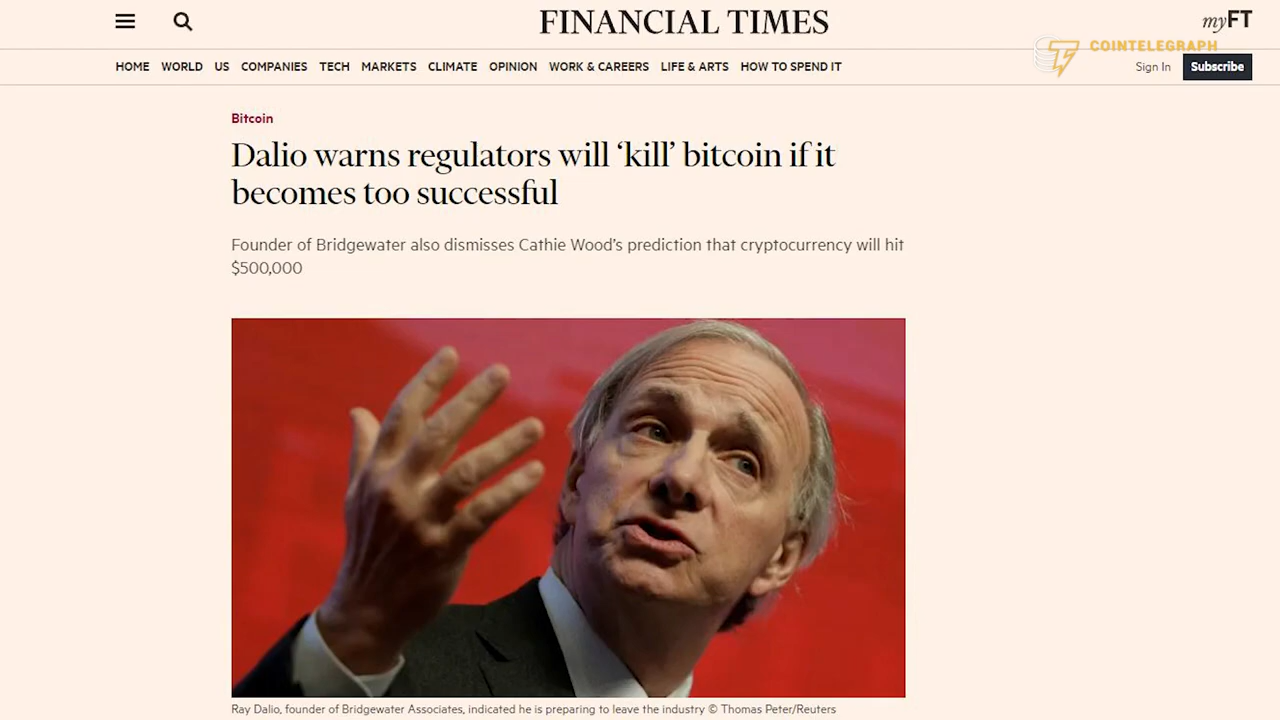 FINANCIAL TIMES
myFT
COINTELEGRAPH
HOME WORLD US COMPANIES TECH MARKETS CLIMATE OPINION WORK & CAREERS LIFE & ARTS HOW TO SPEND IT
Sign In Subscribe
Bitcoin
Dalio warns regulators will ‘kill’ bitcoin if it
becomes too successful
Founder of Bridgewater also dismisses Cathie Wood’s prediction that cryptocurrency will hit
$500,000
Ray Dalio, founder of Bridgewater Associates, indicated he is preparing to leave the industry © Thomas Peter/Reuters